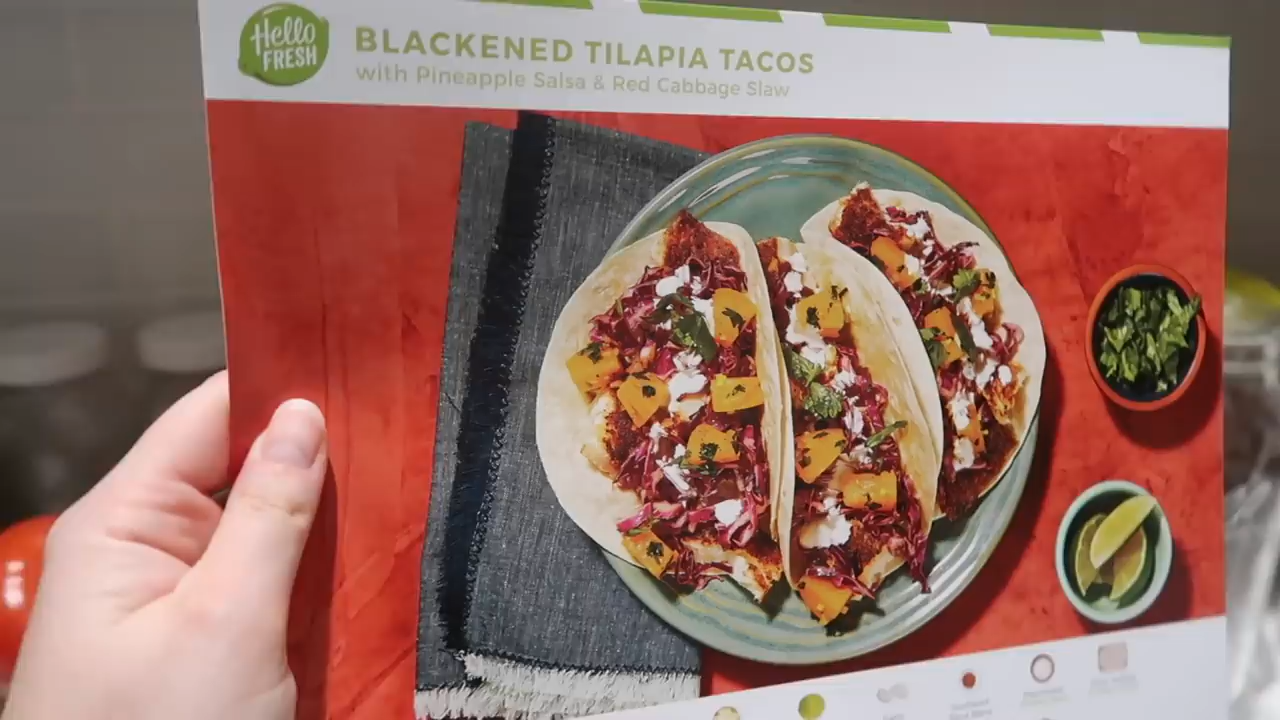 Hello
FRESH
BLACKENED TILAPIA TACOS
with Pineapple Salsa & Red Cabbage Slaw